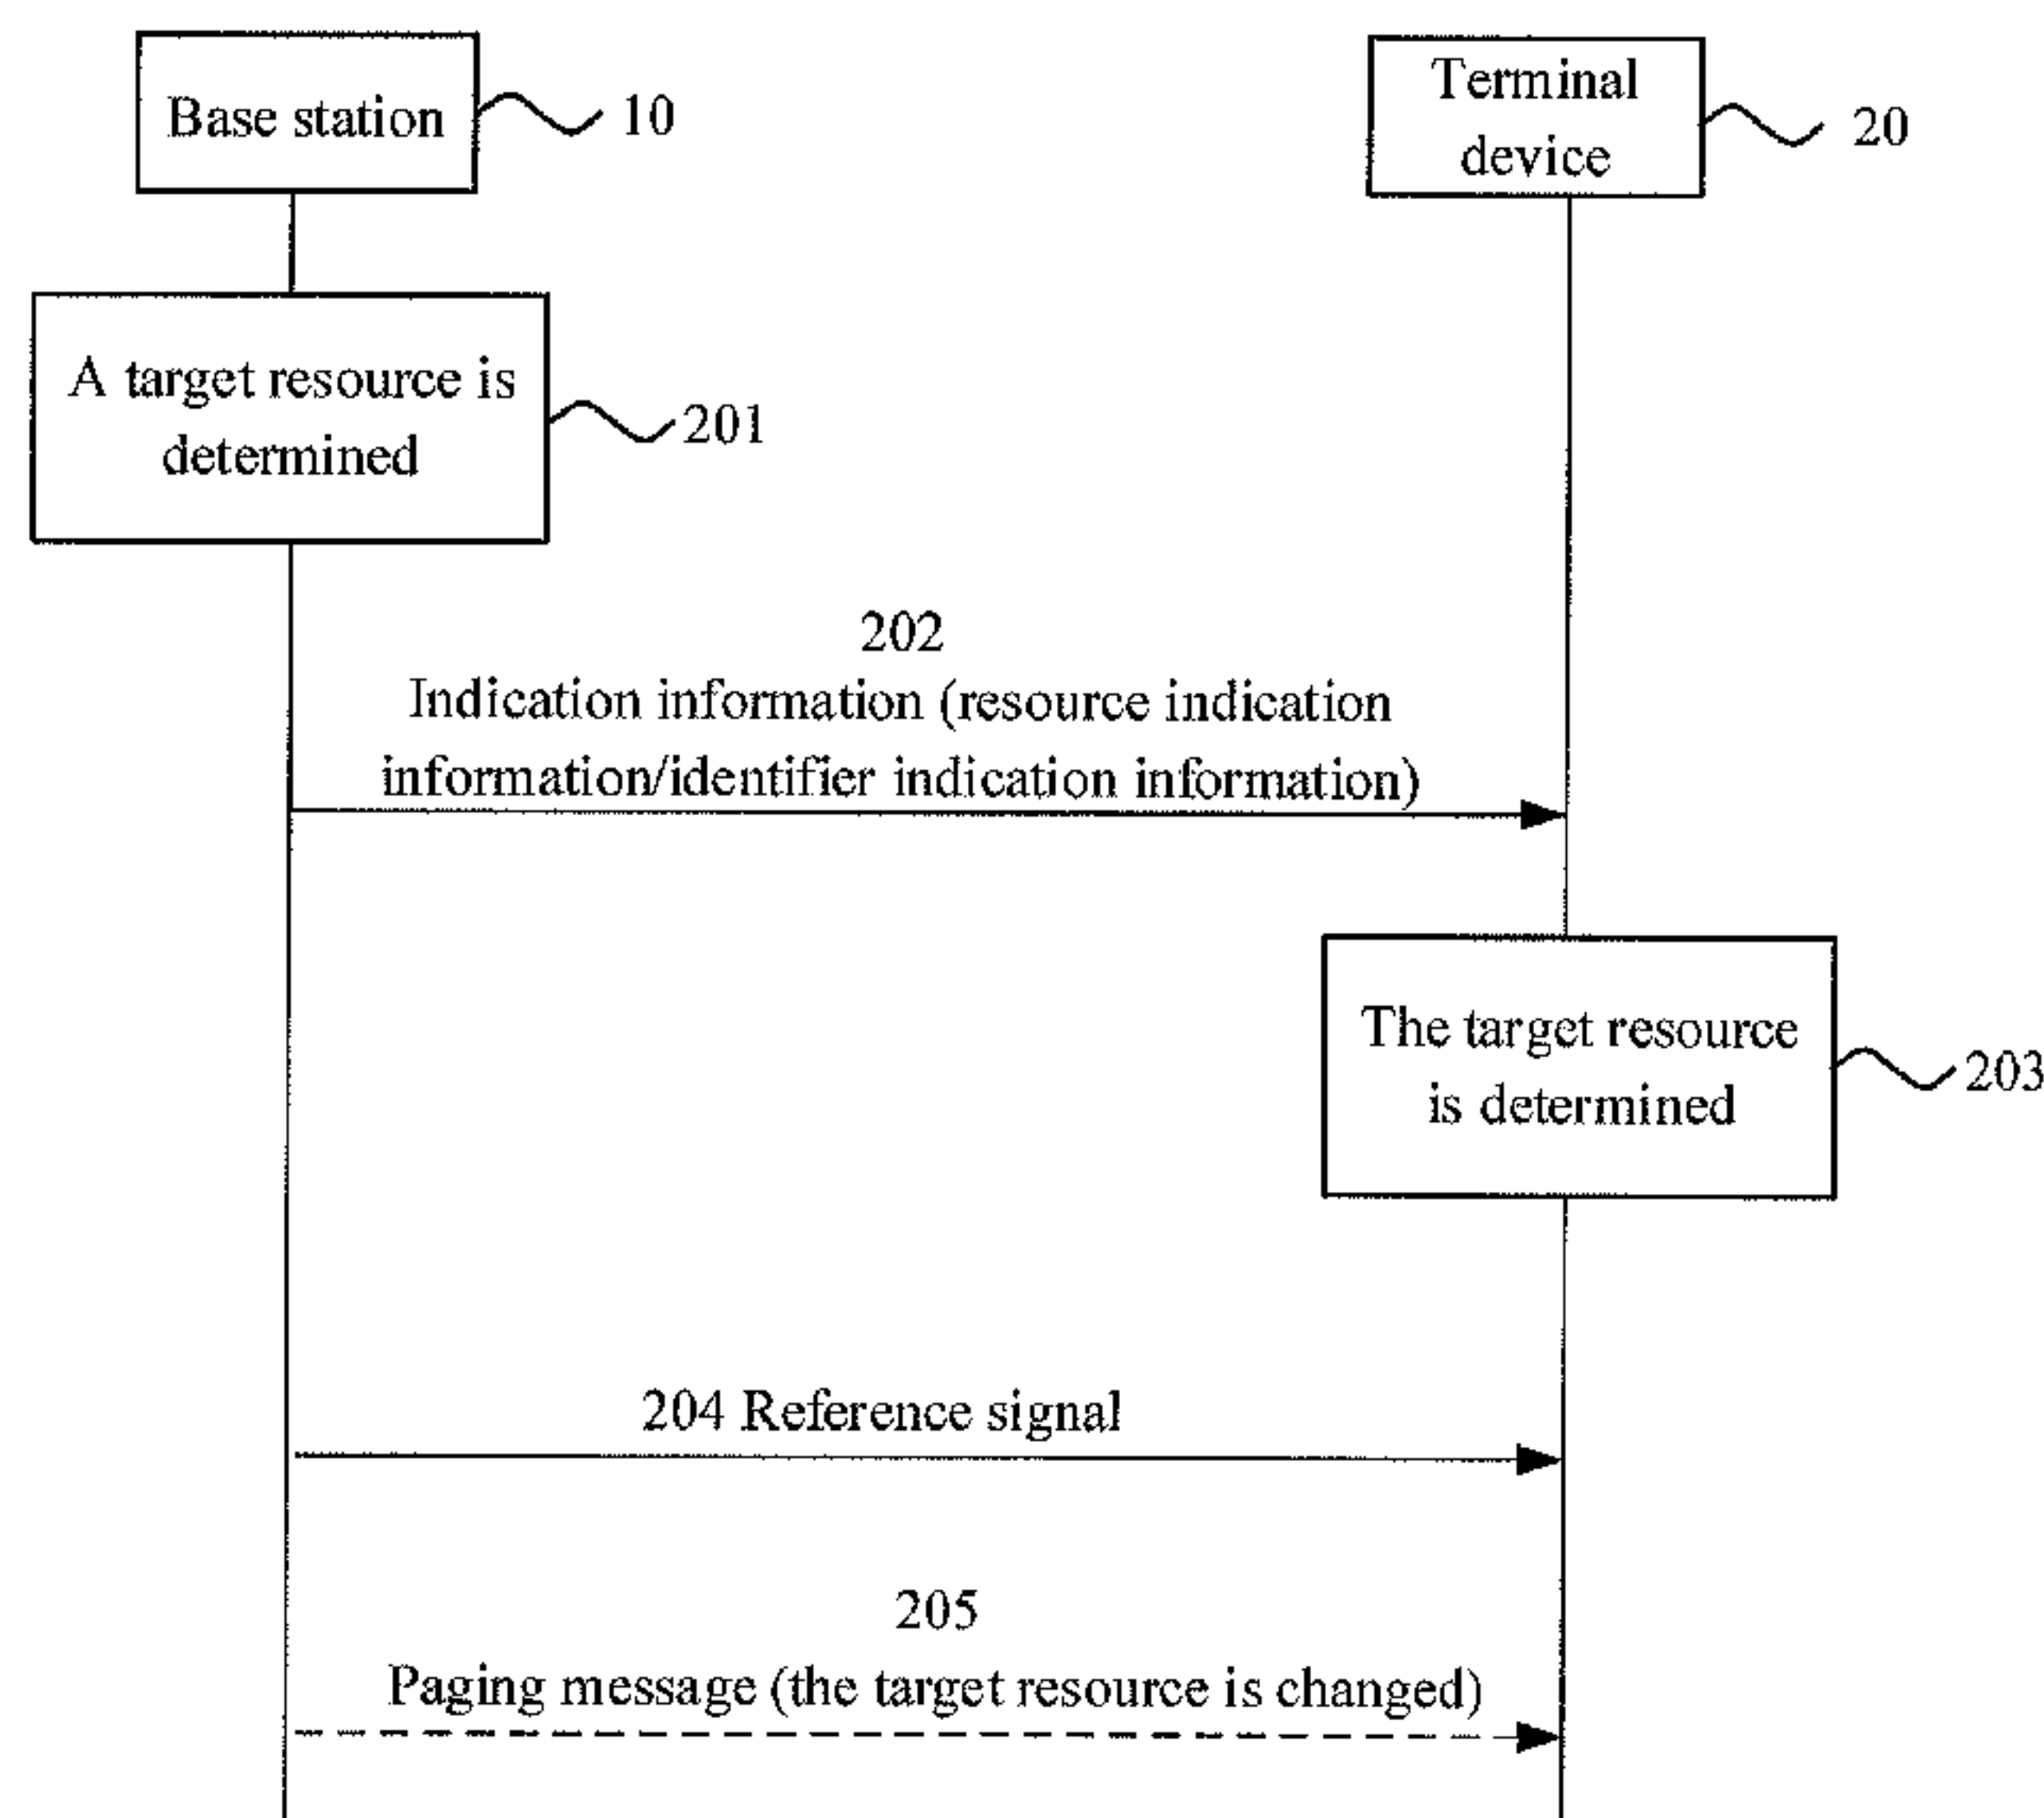 Base station
10
Terminal
device
20
A target resource is
determined
201
202
Indication information (resource indication
information/identifier indication information)
The target resource
is determined
203
204 Reference signal
205
Paging message (the target resource is changed)